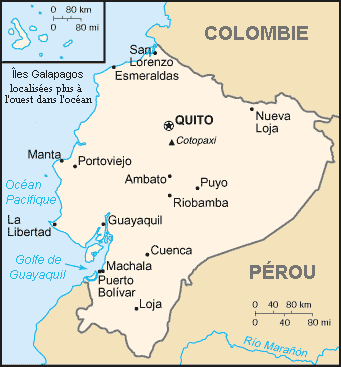 0 80 km
0 80 mi
Îles Galapagos
localisées plus à
l'ouest dans l'océan
COLOMBIE
San
Lorenzo
Esmeraldas
QUITO
Cotopaxi
Nueva
Loja
Manta
Portoviejo
Ambato
Puyo
Riobamba
Océan
Pacifique
La
Libertad
Guayaquil
Golfe de
Guayaquil
Cuenca
Machala
Puerto
Bolívar
Loja
PÉROU
0 40 80 km
0 40 80 mi
Río Marañón